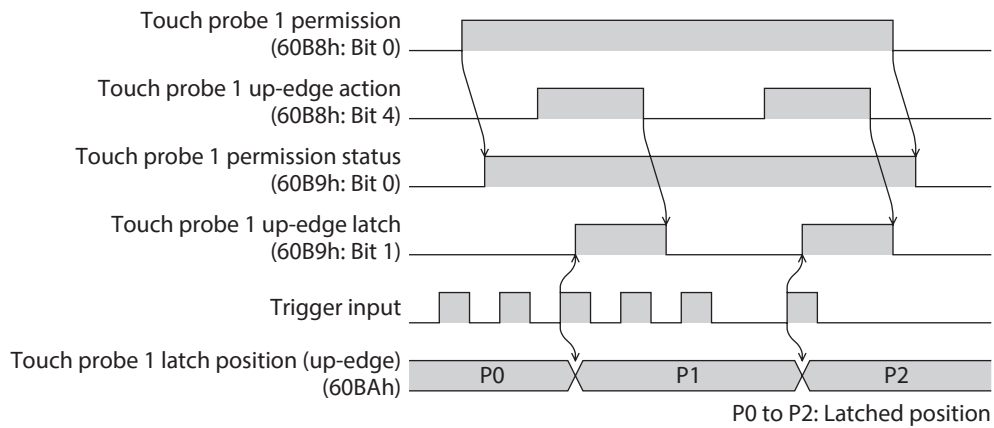 Touch probe 1 permission
(60B8h: Bit 0)
Touch probe 1 up-edge action
(60B8h: Bit 4)
Touch probe 1 permission status
(60B9h: Bit 0)
Touch probe 1 up-edge latch
(60B9h: Bit 1)
Trigger input
Touch probe 1 latch position (up-edge)
(60BAh)
P0 P1 P2
P0 to P2: Latched position